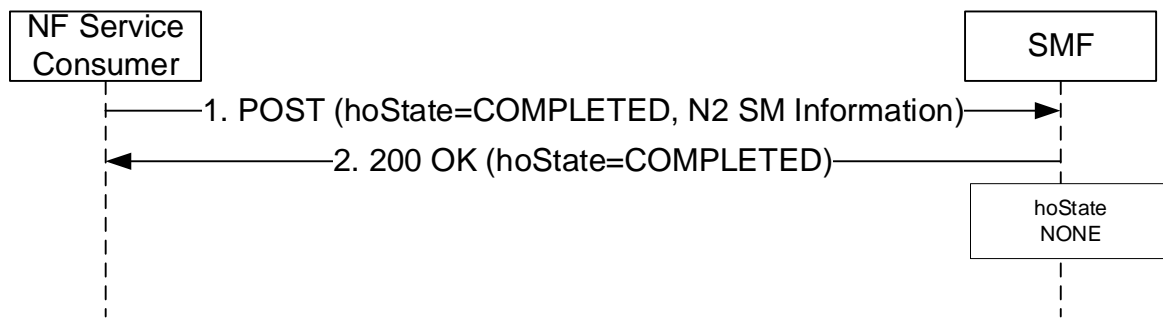 NF Service
Consumer
SMF
1. POST (hoState=COMPLETED, N2 SM Information)
2. 200 OK (hoState=COMPLETED)
hoState
NONE